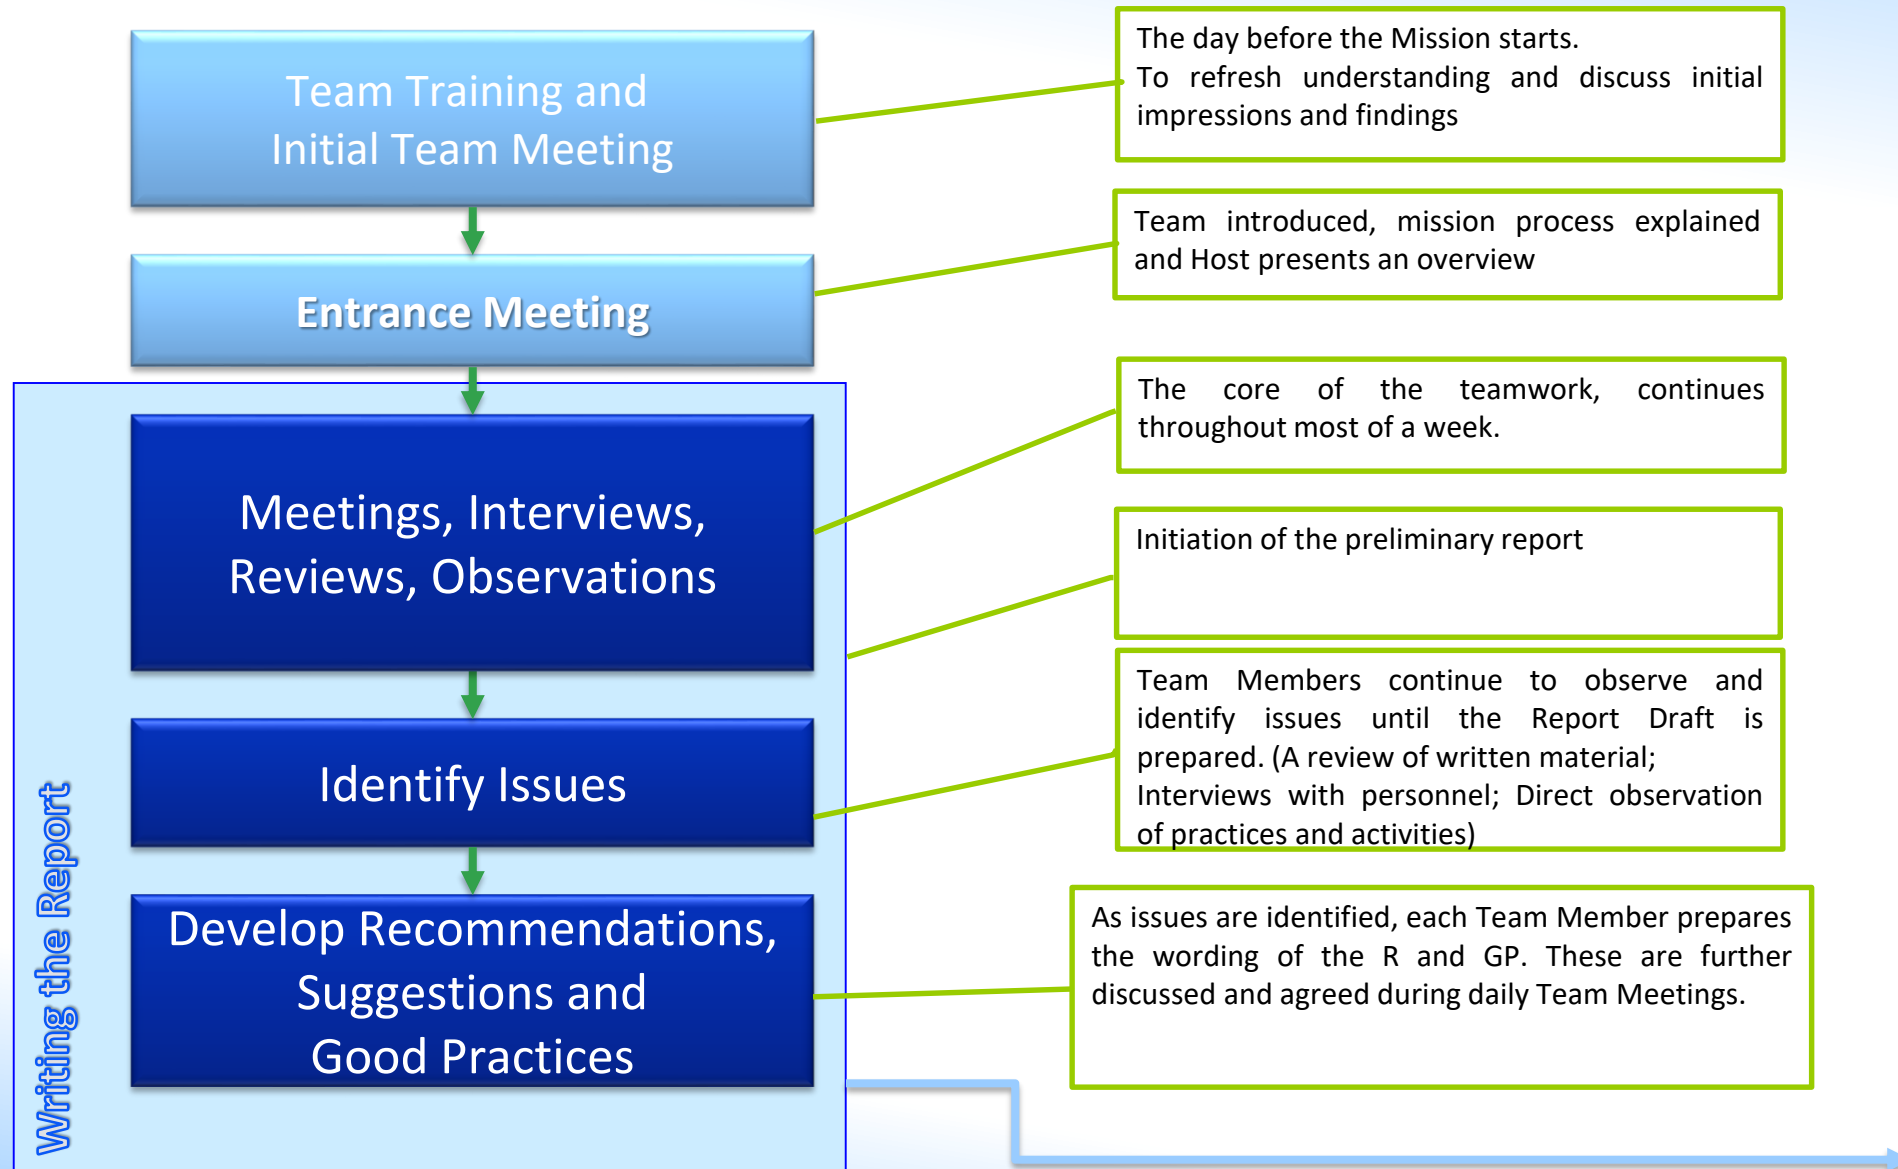 Team Training and
Initial Team Meeting
The day before the Mission starts.
To refresh understanding and discuss initial
impressions and findings
Entrance Meeting
Team introduced, mission process explained
and Host presents an overview
Meetings, Interviews,
Reviews, Observations
The core of the teamwork, continues
throughout most of a week.
Initiation of the preliminary report
Identify Issues
Team Members continue to observe and
identify issues until the Report Draft is
prepared. (A review of written material;
Interviews with personnel; Direct observation
of practices and activities)
Develop Recommendations,
Suggestions and
Good Practices
As issues are identified, each Team Member prepares
the wording of the R and GP. These are further
discussed and agreed during daily Team Meetings.
Writing the Report